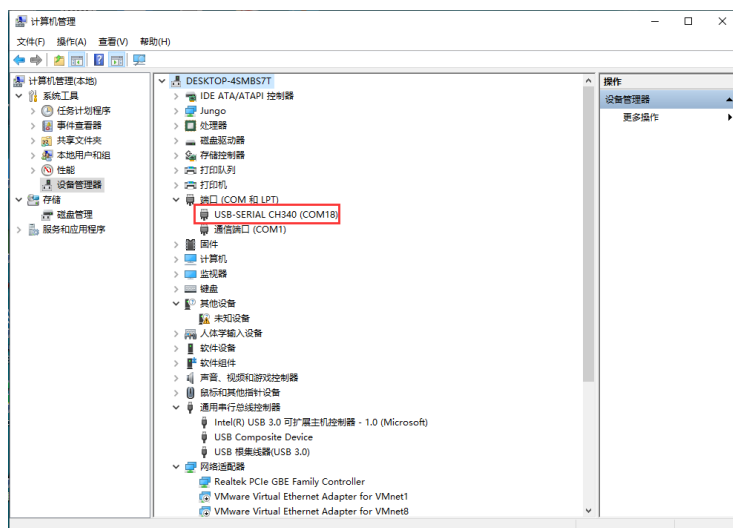 计算机管理
文件(F) 操作(A) 查看(V) 帮助(H)
计算机管理(本地)
系统工具
任务计划程序
事件查看器
共享文件夹
本地用户和组
性能
设备管理器
存储
磁盘管理
服务和应用程序
DESKTOP-4SMBS7T
IDE ATA/ATAPI 控制器
Jungo
处理器
磁盘驱动器
存储控制器
打印队列
打印机
端口 (COM 和 LPT)
USB-SERIAL CH340 (COM18)
通信端口 (COM1)
固件
计算机
监视器
键盘
其他设备
未知设备
人体学输入设备
软件设备
软件组件
声音、视频和游戏控制器
鼠标和其他指针设备
通用串行总线控制器
Intel(R) USB 3.0 可扩展主机控制器 - 1.0 (Microsoft)
USB Composite Device
USB 根集线器(USB 3.0)
网络适配器
Realtek PCIe GBE Family Controller
VMware Virtual Ethernet Adapter for VMnet1
VMware Virtual Ethernet Adapter for VMnet8
操作
设备管理器
更多操作